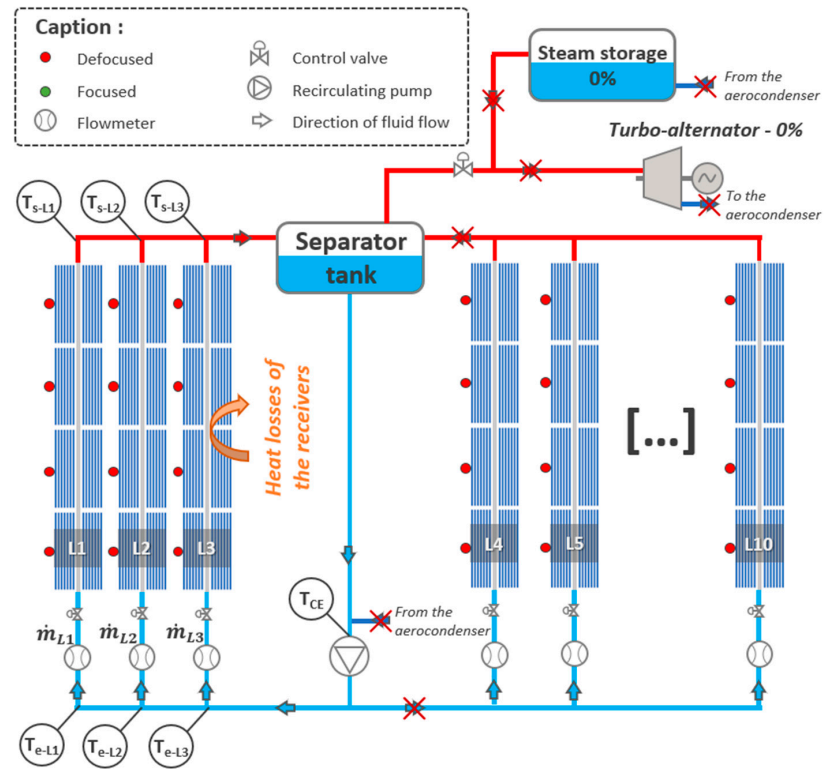 Caption :
Defocused
Focused
Flowmeter
Control valve
Recirculating pump
Direction of fluid flow
Steam storage
0%
From the
aerocondenser
Turbo-alternator - 0%
To the
aerocondenser
Ts-L1
Ts-L2
Ts-L3
Separator
tank
Heat losses of
the receivers
[...]
L1
L2
L3
L4
L5
L10
TCE
From the
aerocondenser
ṁL1
ṁL2
ṁL3
Te-L1
Te-L2
Te-L3